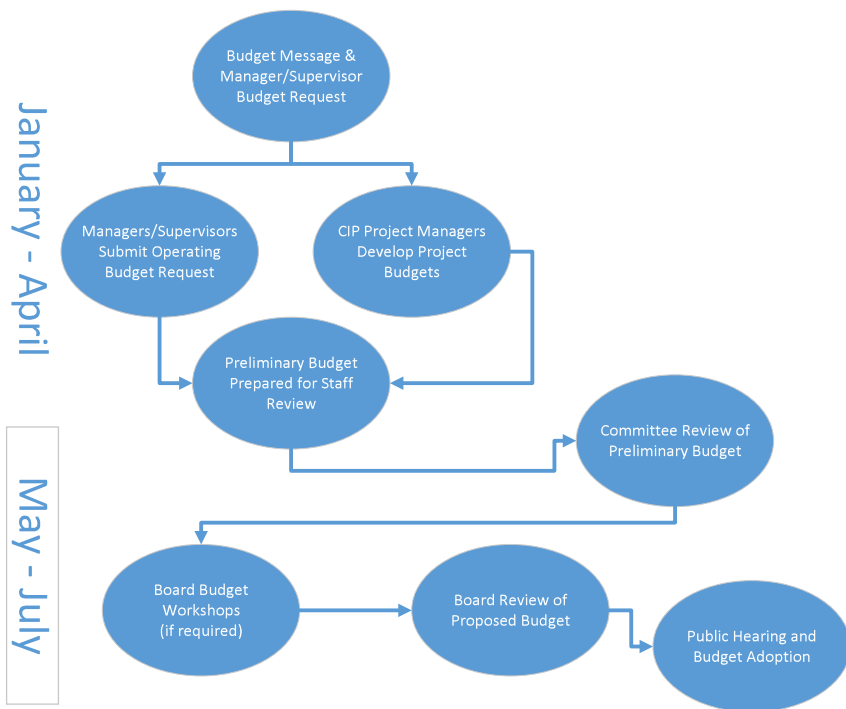 Budget Message &
Manager/Supervisor
Budget Request
January - April
Managers/Supervisors
Submit Operating
Budget Request
CIP Project Managers
Develop Project
Budgets
Preliminary Budget
Prepared for Staff
Review
Committee Review of
Preliminary Budget
May - July
Board Budget
Workshops
(if required)
Board Review of
Proposed Budget
Public Hearing and
Budget Adoption